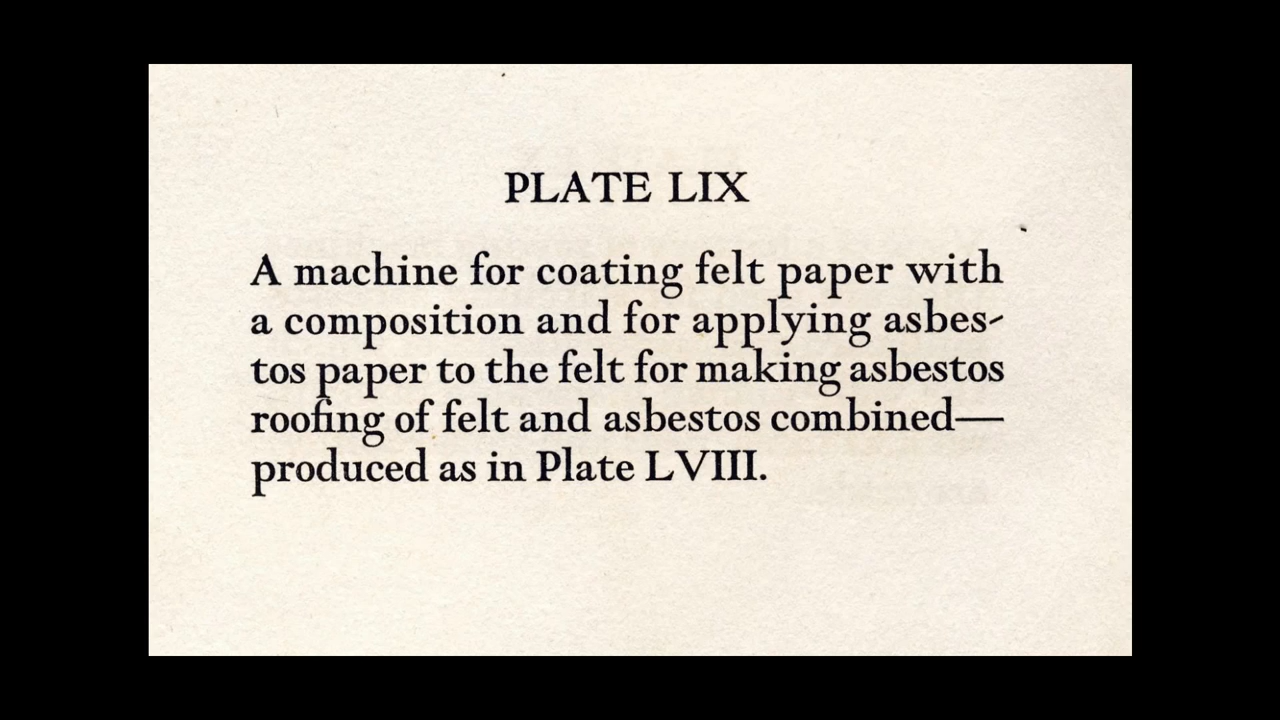 PLATE LIX
A machine for coating felt paper with
a composition and for applying asbes-
tos paper to the felt for making asbestos
roofing of felt and asbestos combined—
produced as in Plate LVIII.